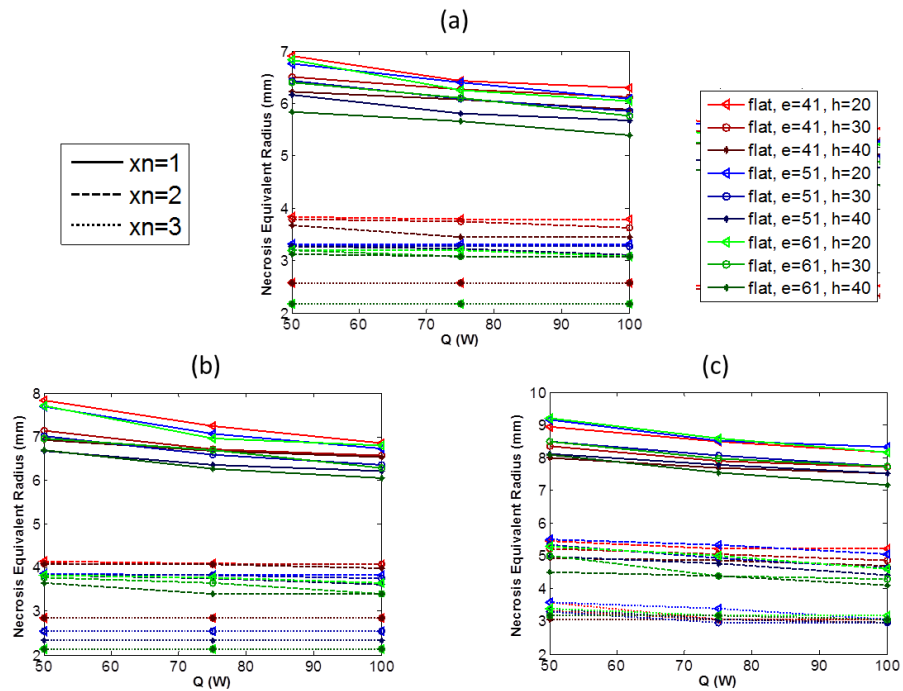 (a)
Necrosis Equivalent Radius (mm)
7
6
5
4
3
2
50
60
70
80
90
100
Q (W)
xn=1
xn=2
xn=3
flat, e=41, h=20
flat, e=41, h=30
flat, e=41, h=40
flat, e=51, h=20
flat, e=51, h=30
flat, e=51, h=40
flat, e=61, h=20
flat, e=61, h=30
flat, e=61, h=40
(b)
Necrosis Equivalent Radius (mm)
8
7
6
5
4
3
2
50
60
70
80
90
100
Q (W)
(c)
Necrosis Equivalent Radius (mm)
10
9
8
7
6
5
4
3
2
50
60
70
80
90
100
Q (W)